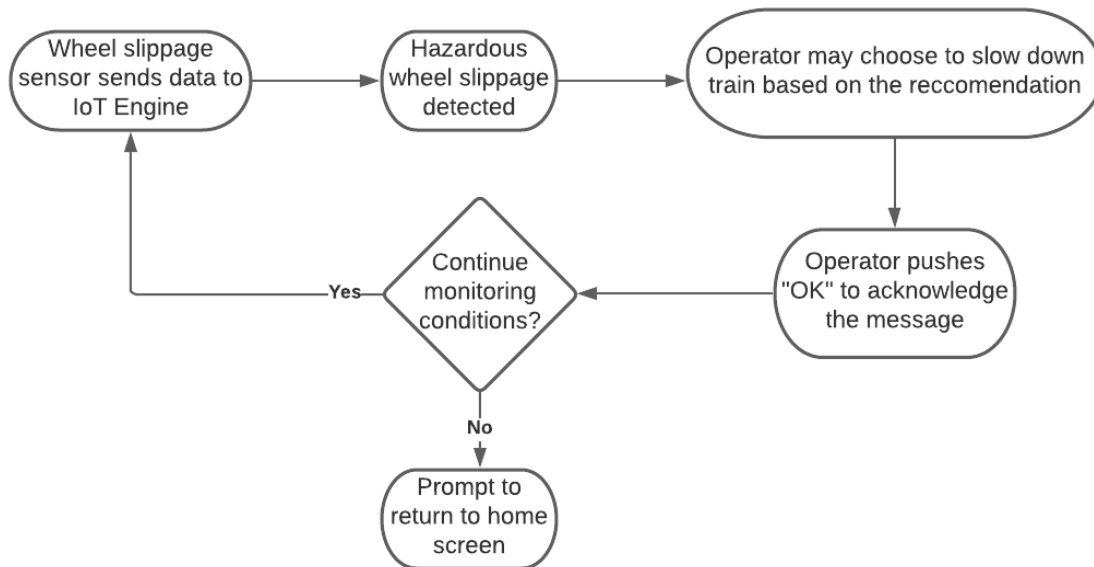 Wheel slippage
sensor sends data to
IoT Engine
Hazardous
wheel slippage
detected
Operator may choose to slow down
train based on the reccomendation
Operator pushes
"OK" to acknowledge
the message
Continue
monitoring
conditions?
Yes
No
Prompt to
return to home
screen